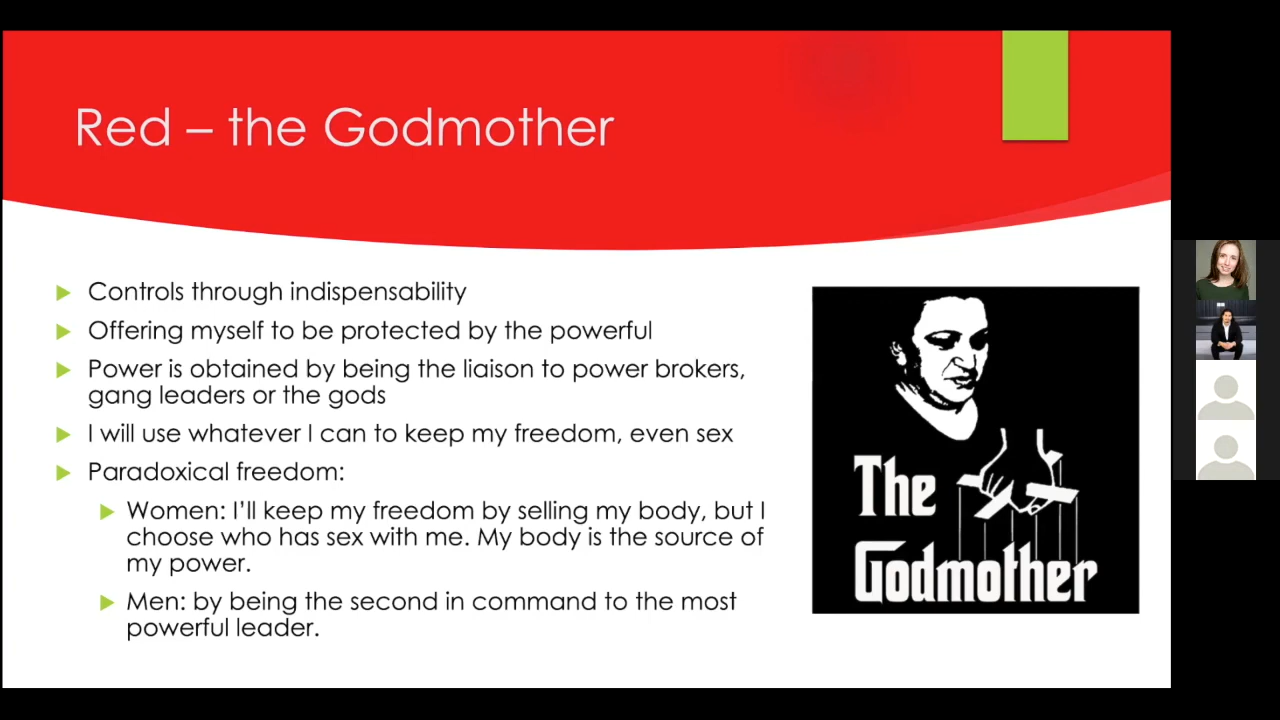 Red – the Godmother
Controls through indispensability
Offering myself to be protected by the powerful
Power is obtained by being the liaison to power brokers,
gang leaders or the gods
I will use whatever I can to keep my freedom, even sex
Paradoxical freedom:
Women: I’ll keep my freedom by selling my body, but I
choose who has sex with me. My body is the source of
my power.
Men: by being the second in command to the most
powerful leader.
The
Godmother